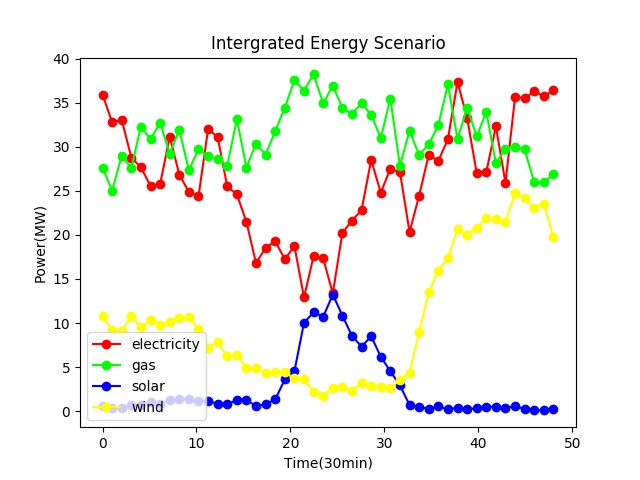 Intergrated Energy Scenario
Power(MW)
40
35
30
25
20
15
10
5
0
electricity
gas
solar
wind
0 10 20 30 40 50
Time(30min)